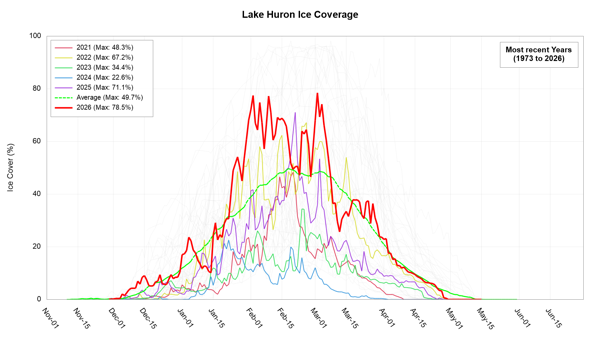 Lake Huron Ice Coverage
100
80
60
40
20
0
Ice Cover (%)
2021 (Max: 48.3%)
2022 (Max: 67.2%)
2023 (Max: 34.4%)
2024 (Max: 22.6%)
2025 (Max: 71.1%)
Average (Max: 49.7%)
2026 (Max: 78.5%)
Most recent Years
(1973 to 2026)
Nov-01
Nov-15
Dec-01
Dec-15
Jan-01
Jan-15
Feb-01
Feb-15
Mar-01
Mar-15
Apr-01
Apr-15
May-01
May-15
Jun-01
Jun-15